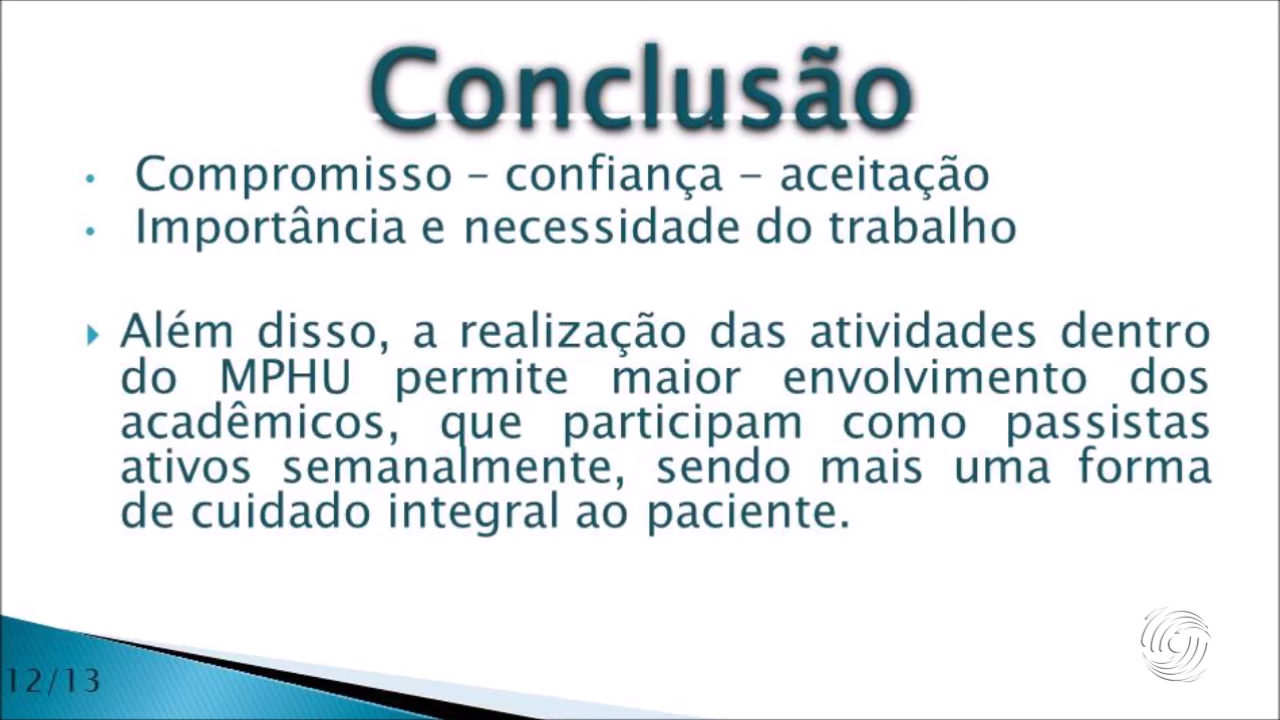 Conclusão
• Compromisso – confiança – aceitação
• Importância e necessidade do trabalho
Além disso, a realização das atividades dentro
do MPHU permite maior envolvimento dos
acadêmicos, que participam como passistas
ativos semanalmente, sendo mais uma forma
de cuidado integral ao paciente.
12/13